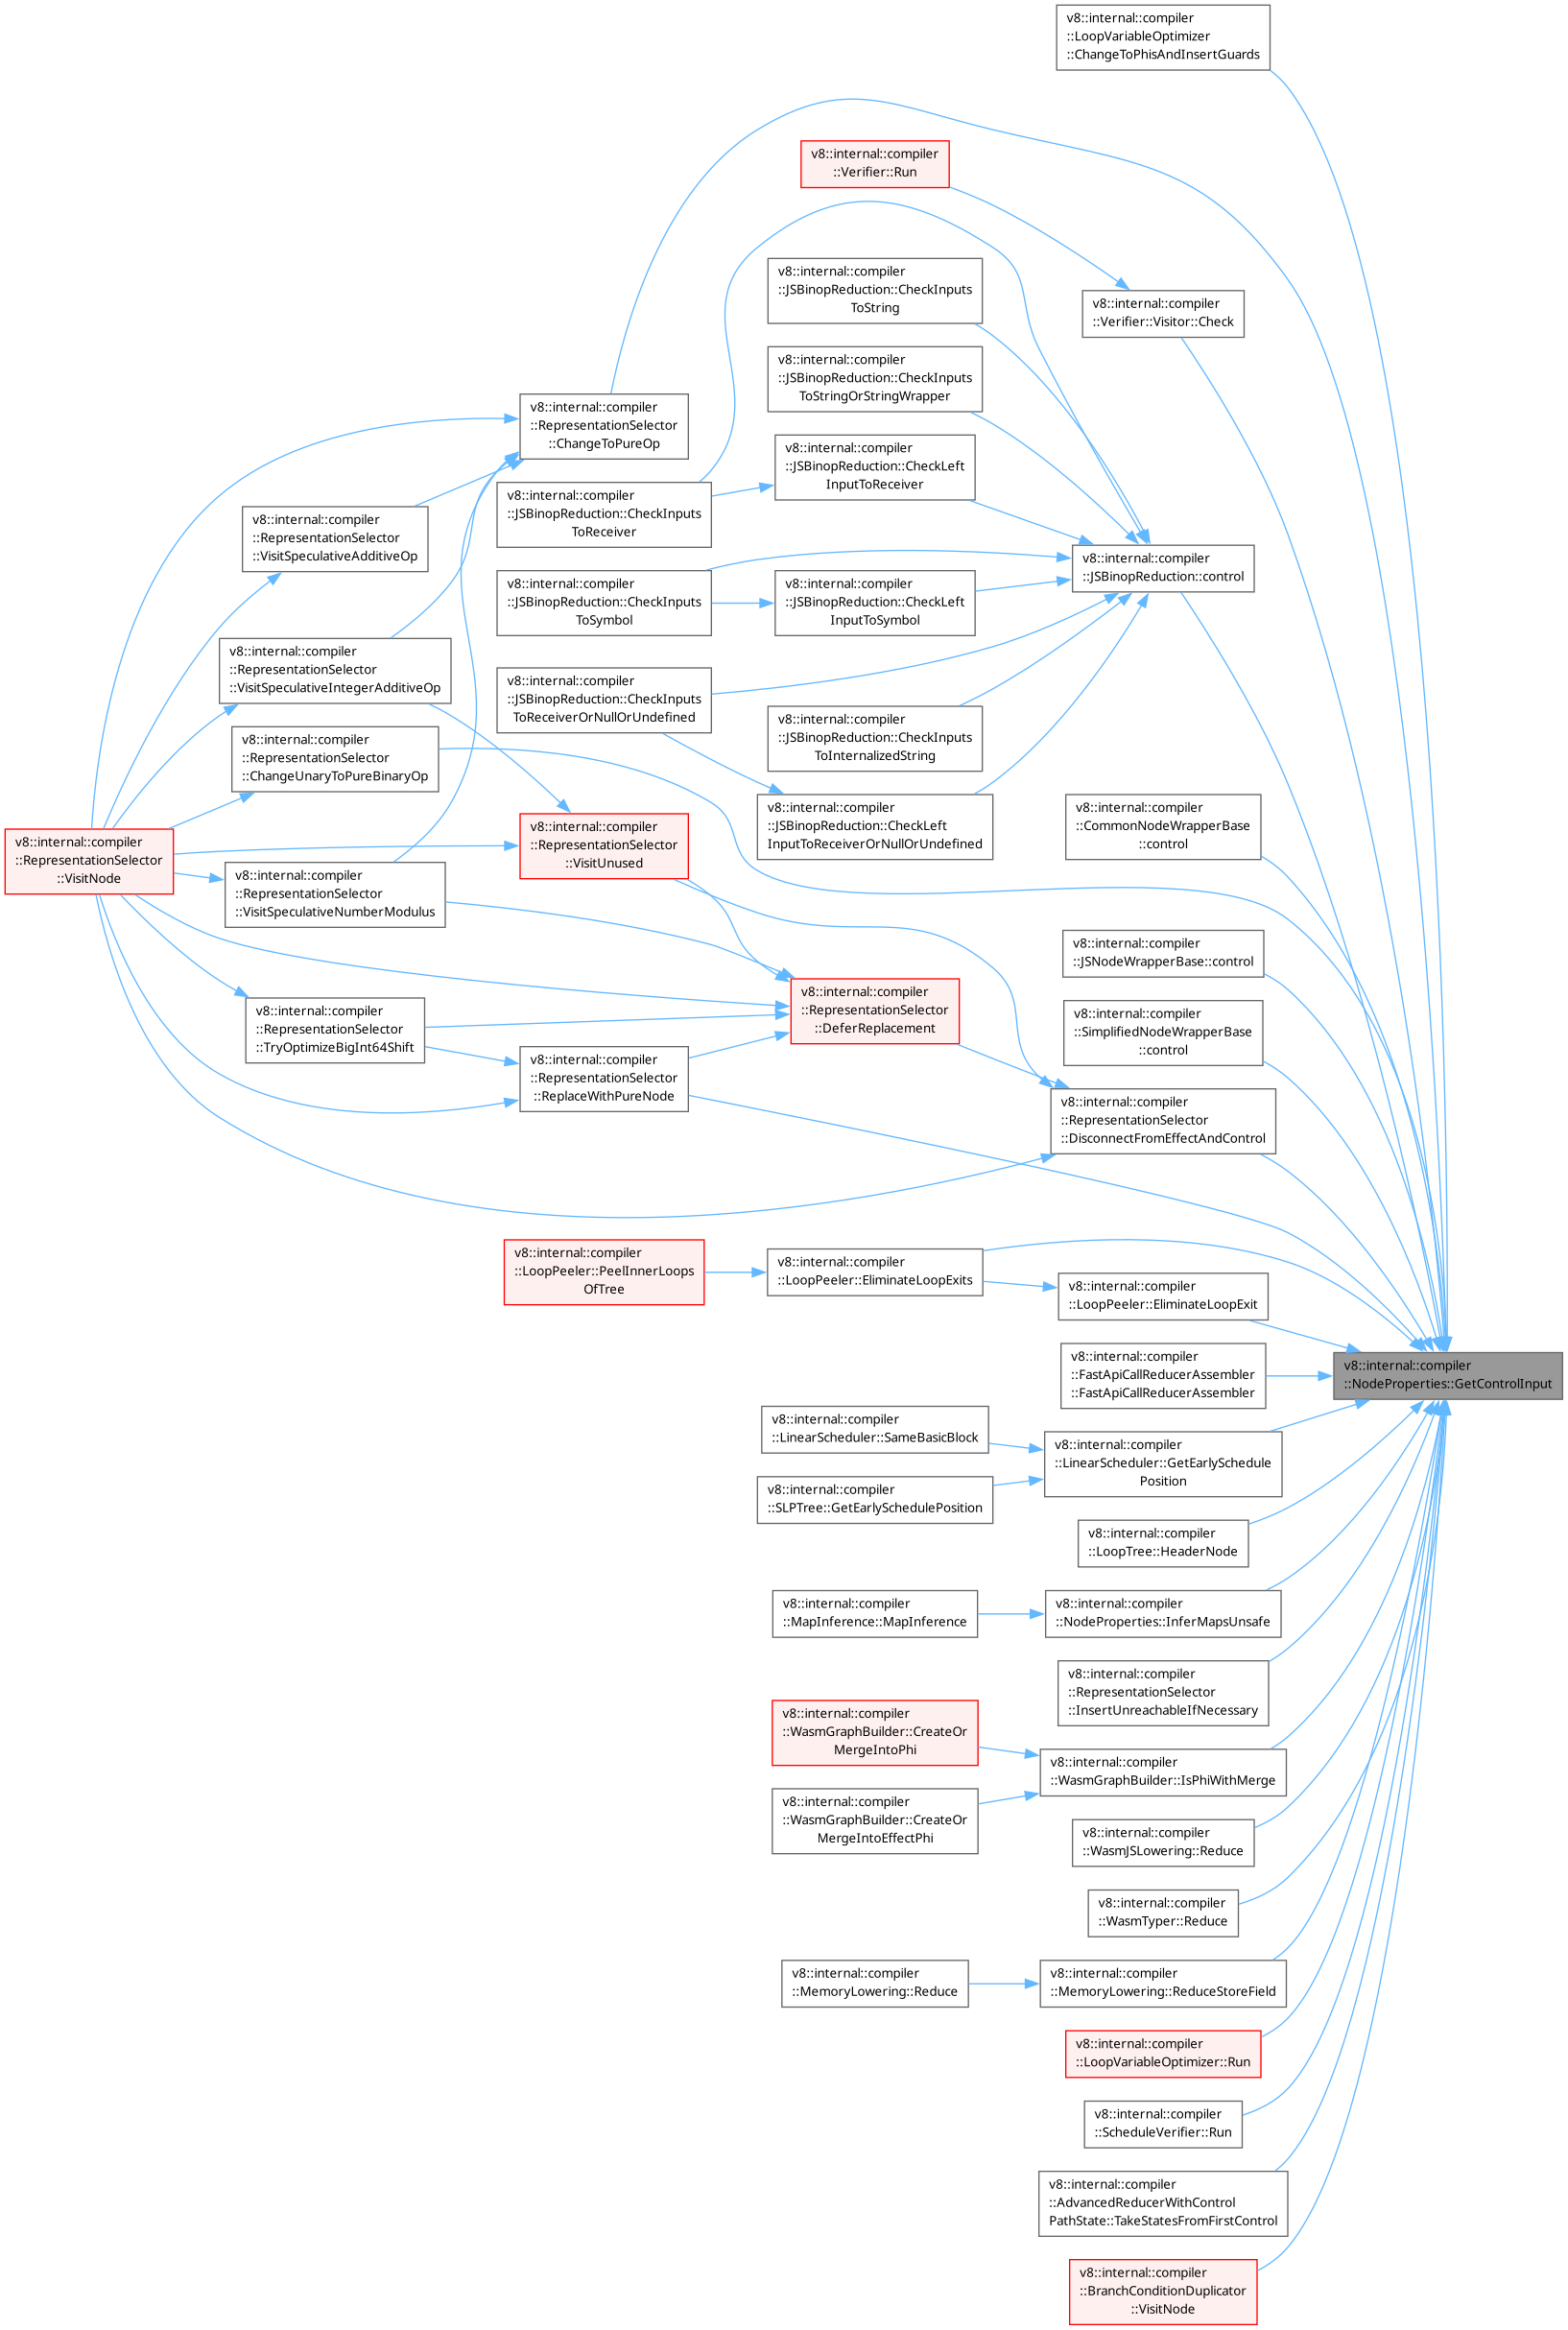 v8::internal::compiler
::LoopVariableOptimizer
::ChangeToPhisAndInsertGuards
v8::internal::compiler
::Verifier::Run
v8::internal::compiler
::JSBinopReduction::CheckInputs
ToString
v8::internal::compiler
::Verifier::Visitor::Check
v8::internal::compiler
::JSBinopReduction::CheckInputs
ToStringOrStringWrapper
v8::internal::compiler
::RepresentationSelector
::ChangeToPureOp
v8::internal::compiler
::JSBinopReduction::CheckLeft
InputToReceiver
v8::internal::compiler
::JSBinopReduction::CheckInputs
ToReceiver
v8::internal::compiler
::RepresentationSelector
::VisitSpeculativeAdditiveOp
v8::internal::compiler
::JSBinopReduction::control
v8::internal::compiler
::JSBinopReduction::CheckInputs
ToSymbol
v8::internal::compiler
::JSBinopReduction::CheckLeft
InputToSymbol
v8::internal::compiler
::RepresentationSelector
::VisitSpeculativeIntegerAdditiveOp
v8::internal::compiler
::JSBinopReduction::CheckInputs
ToReceiverOrNullOrUndefined
v8::internal::compiler
::JSBinopReduction::CheckInputs
ToInternalizedString
v8::internal::compiler
::RepresentationSelector
::ChangeUnaryToPureBinaryOp
v8::internal::compiler
::JSBinopReduction::CheckLeft
InputToReceiverOrNullOrUndefined
v8::internal::compiler
::CommonNodeWrapperBase
::control
v8::internal::compiler
::RepresentationSelector
::VisitUnused
v8::internal::compiler
::RepresentationSelector
::VisitNode
v8::internal::compiler
::RepresentationSelector
::VisitSpeculativeNumberModulus
v8::internal::compiler
::JSNodeWrapperBase::control
v8::internal::compiler
::RepresentationSelector
::DeferReplacement
v8::internal::compiler
::SimplifiedNodeWrapperBase
::control
v8::internal::compiler
::RepresentationSelector
::TryOptimizeBigInt64Shift
v8::internal::compiler
::RepresentationSelector
::ReplaceWithPureNode
v8::internal::compiler
::RepresentationSelector
::DisconnectFromEffectAndControl
v8::internal::compiler
::LoopPeeler::PeelInnerLoops
OfTree
v8::internal::compiler
::LoopPeeler::EliminateLoopExits
v8::internal::compiler
::LoopPeeler::EliminateLoopExit
v8::internal::compiler
::NodeProperties::GetControlInput
v8::internal::compiler
::FastApiCallReducerAssembler
::FastApiCallReducerAssembler
v8::internal::compiler
::LinearScheduler::SameBasicBlock
v8::internal::compiler
::LinearScheduler::GetEarlySchedule
Position
v8::internal::compiler
::SLPTree::GetEarlySchedulePosition
v8::internal::compiler
::LoopTree::HeaderNode
v8::internal::compiler
::MapInference::MapInference
v8::internal::compiler
::NodeProperties::InferMapsUnsafe
v8::internal::compiler
::RepresentationSelector
::InsertUnreachableIfNecessary
v8::internal::compiler
::WasmGraphBuilder::CreateOr
MergeIntoPhi
v8::internal::compiler
::WasmGraphBuilder::IsPhiWithMerge
v8::internal::compiler
::WasmGraphBuilder::CreateOr
MergeIntoEffectPhi
v8::internal::compiler
::WasmJSLowering::Reduce
v8::internal::compiler
::WasmTyper::Reduce
v8::internal::compiler
::MemoryLowering::Reduce
v8::internal::compiler
::MemoryLowering::ReduceStoreField
v8::internal::compiler
::LoopVariableOptimizer::Run
v8::internal::compiler
::ScheduleVerifier::Run
v8::internal::compiler
::AdvancedReducerWithControl
PathState::TakeStatesFromFirstControl
v8::internal::compiler
::BranchConditionDuplicator
::VisitNode